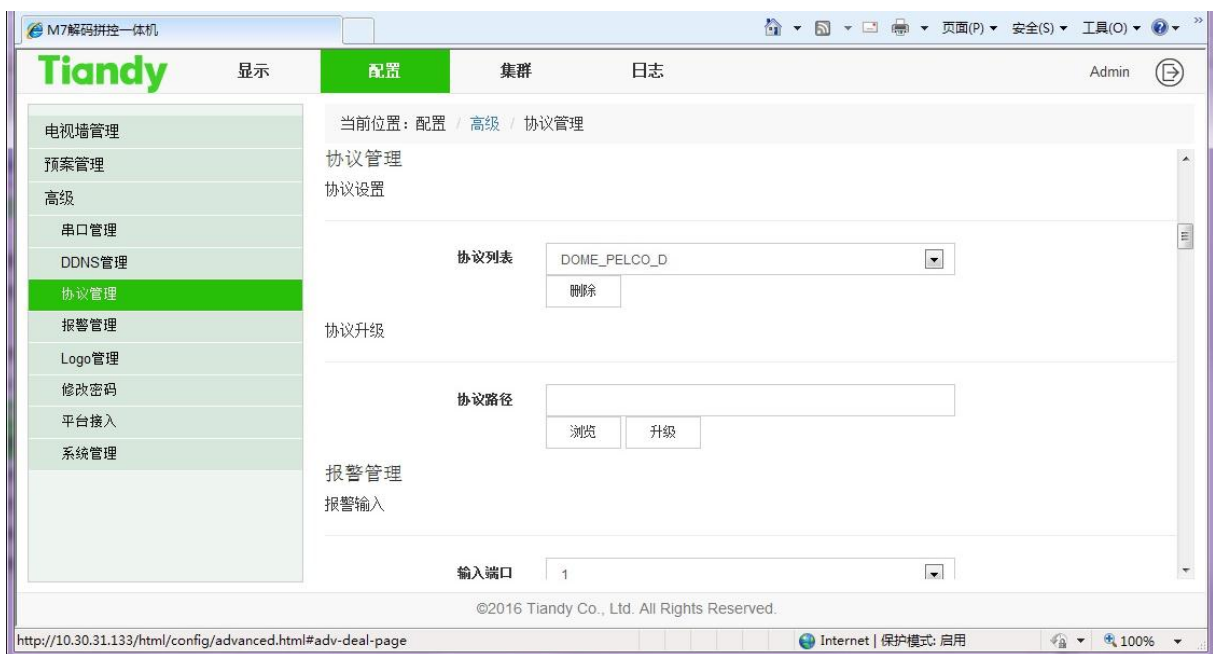 M7解码拼控一体机
页面(P) 安全(S) 工具(O)
Tiandy 显示 配置 集群 日志 Admin
电视墙管理
预案管理
高级
串口管理
DDNS管理
协议管理
报警管理
Logo管理
修改密码
平台接入
系统管理
当前位置：配置 / 高级 / 协议管理
协议管理
协议设置
协议列表 DOME_PELCO_D
删除
协议升级
协议路径
浏览 升级
报警管理
报警输入
输入端口 1
©2016 Tiandy Co., Ltd. All Rights Reserved.
http://10.30.31.133/html/config/advanced.html#adv-deal-page Internet | 保护模式: 启用 100%